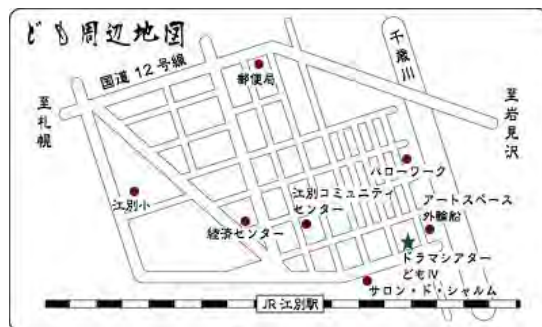 ども周辺地図
国道12号線
郵便局
千歳川
至札幌
至岩見沢
ハローワーク
江別小
江別コミュニティ
センター
アートスペース
外輪船
経済センター
ドラマシアター
どもⅣ
サロン・ド・シャルム
JR江別駅